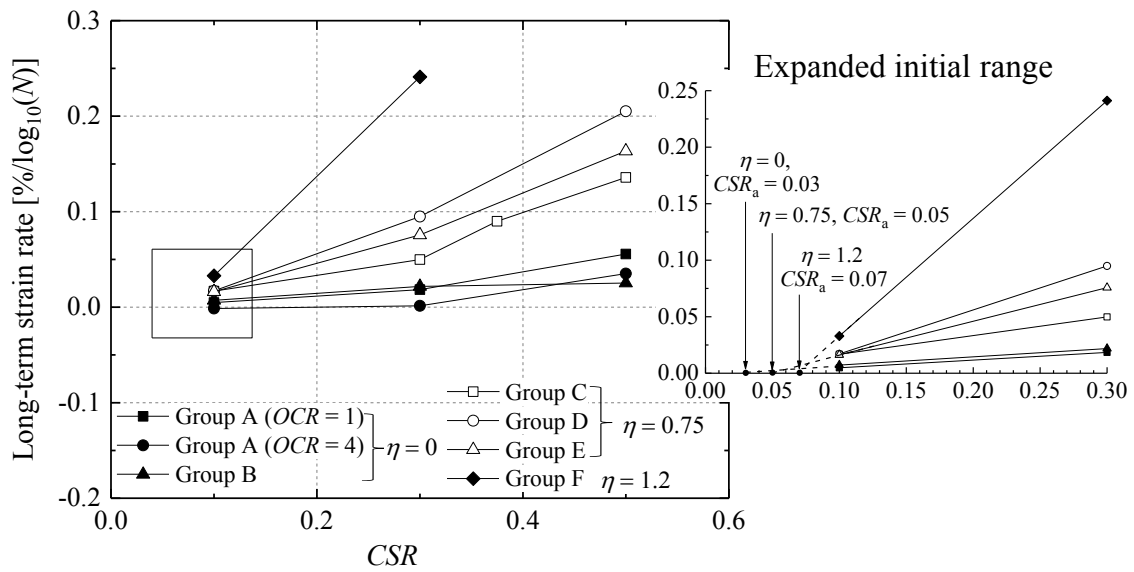 0.3
0.2
0.1
0.0
-0.1
-0.2
Long-term strain rate [%/log₁₀(N)]
0.0 0.2 0.4 0.6
CSR
Group A (OCR = 1)
Group A (OCR = 4)
Group B
η = 0
Group C
Group D
Group E
η = 0.75
Group F η = 1.2
Expanded initial range
0.25
0.20
0.15
0.10
0.05
0.00
η = 0,
CSRₐ = 0.03
η = 0.75, CSRₐ = 0.05
η = 1.2
CSRₐ = 0.07
0.00 0.05 0.10 0.15 0.20 0.25 0.30